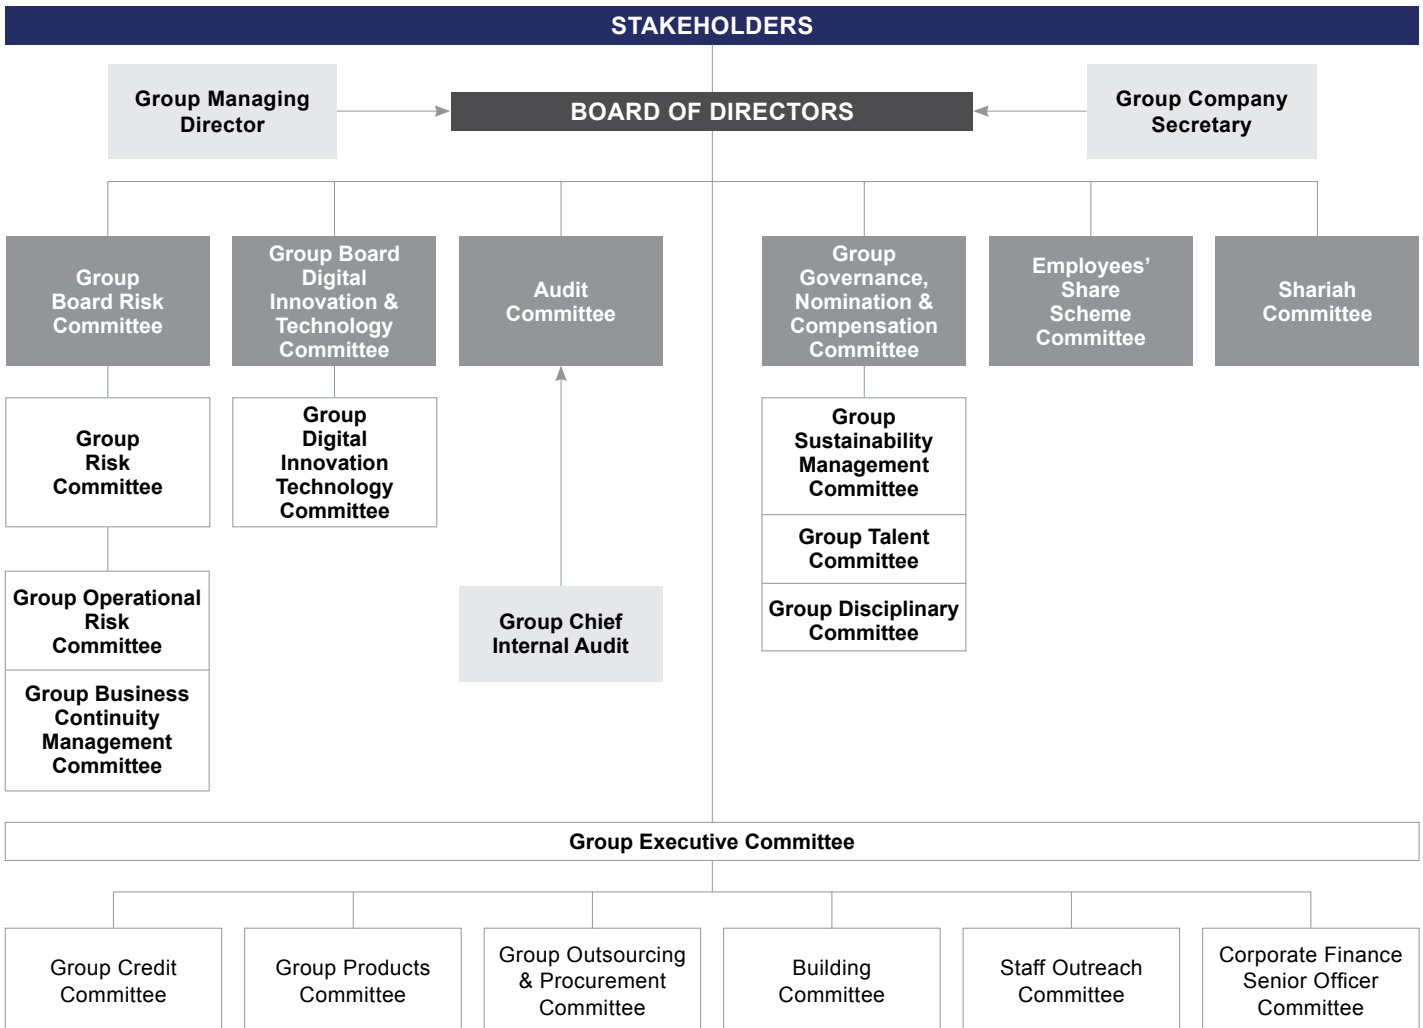 STAKEHOLDERS
Group Managing
Director
BOARD OF DIRECTORS
Group Company
Secretary
Group
Board Risk
Committee
Group Board
Digital
Innovation &
Technology
Committee
Audit
Committee
Group
Governance,
Nomination &
Compensation
Committee
Employees’
Share
Scheme
Committee
Shariah
Committee
Group
Risk
Committee
Group
Digital
Innovation
Technology
Committee
Group
Sustainability
Management
Committee
Group Talent
Committee
Group Disciplinary
Committee
Group Operational
Risk
Committee
Group Business
Continuity
Management
Committee
Group Chief
Internal Audit
Group Executive Committee
Group Credit
Committee
Group Products
Committee
Group Outsourcing
& Procurement
Committee
Building
Committee
Staff Outreach
Committee
Corporate Finance
Senior Officer
Committee